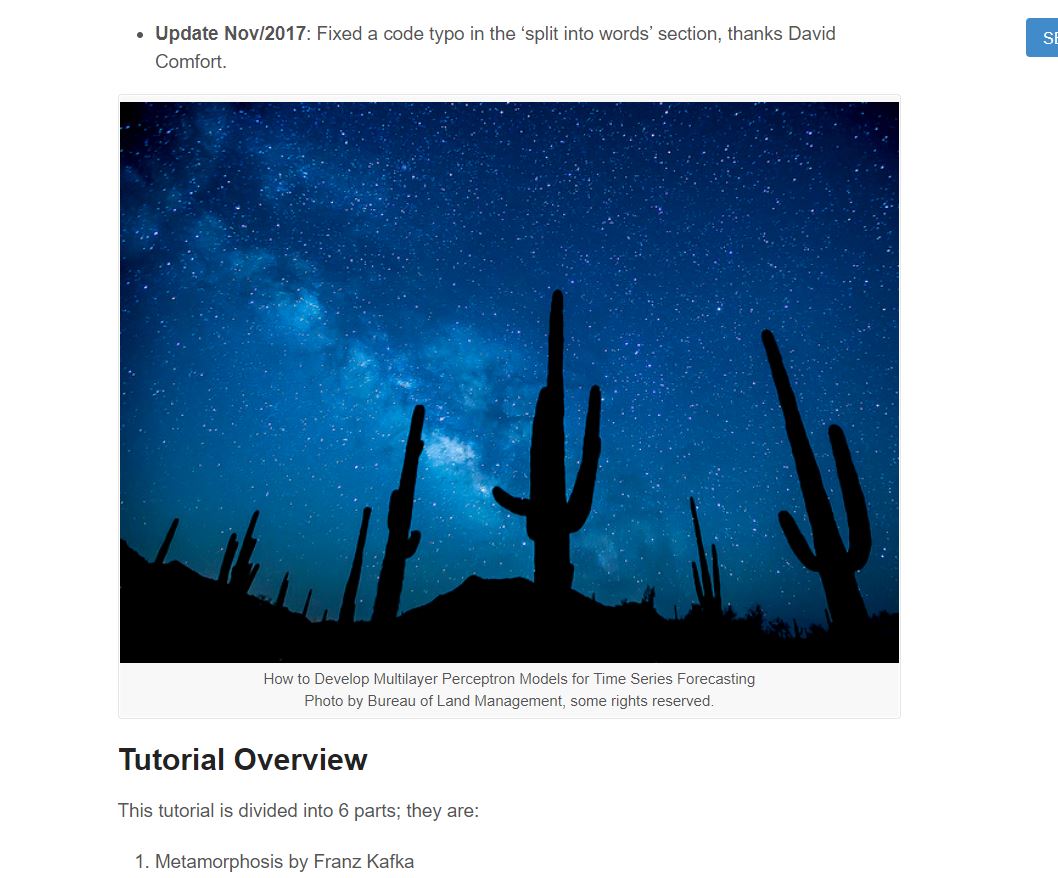 Update Nov/2017: Fixed a code typo in the ‘split into words’ section, thanks David
Comfort.
How to Develop Multilayer Perceptron Models for Time Series Forecasting
Photo by Bureau of Land Management, some rights reserved.
Tutorial Overview
This tutorial is divided into 6 parts; they are:
1. Metamorphosis by Franz Kafka